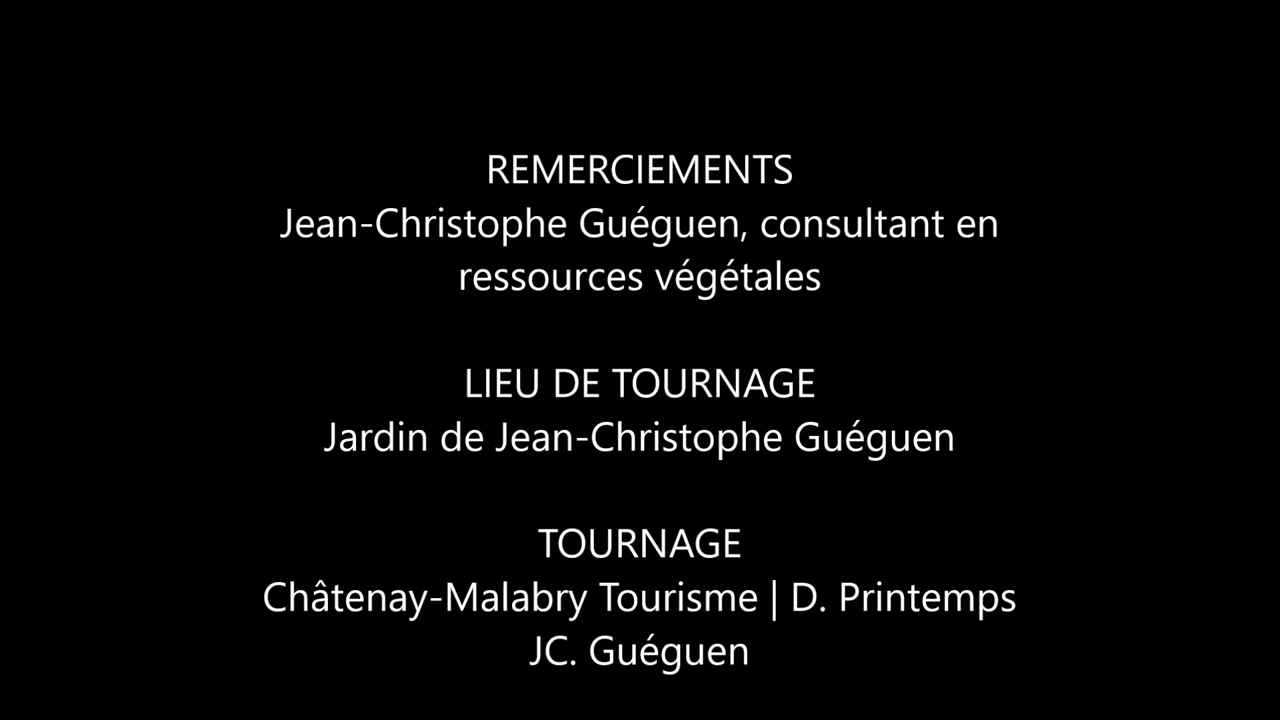 REMERCIEMENTS
Jean-Christophe Guéguen, consultant en
ressources végétales
LIEU DE TOURNAGE
Jardin de Jean-Christophe Guéguen
TOURNAGE
Châtenay-Malabry Tourisme | D. Printemps
JC. Guéguen